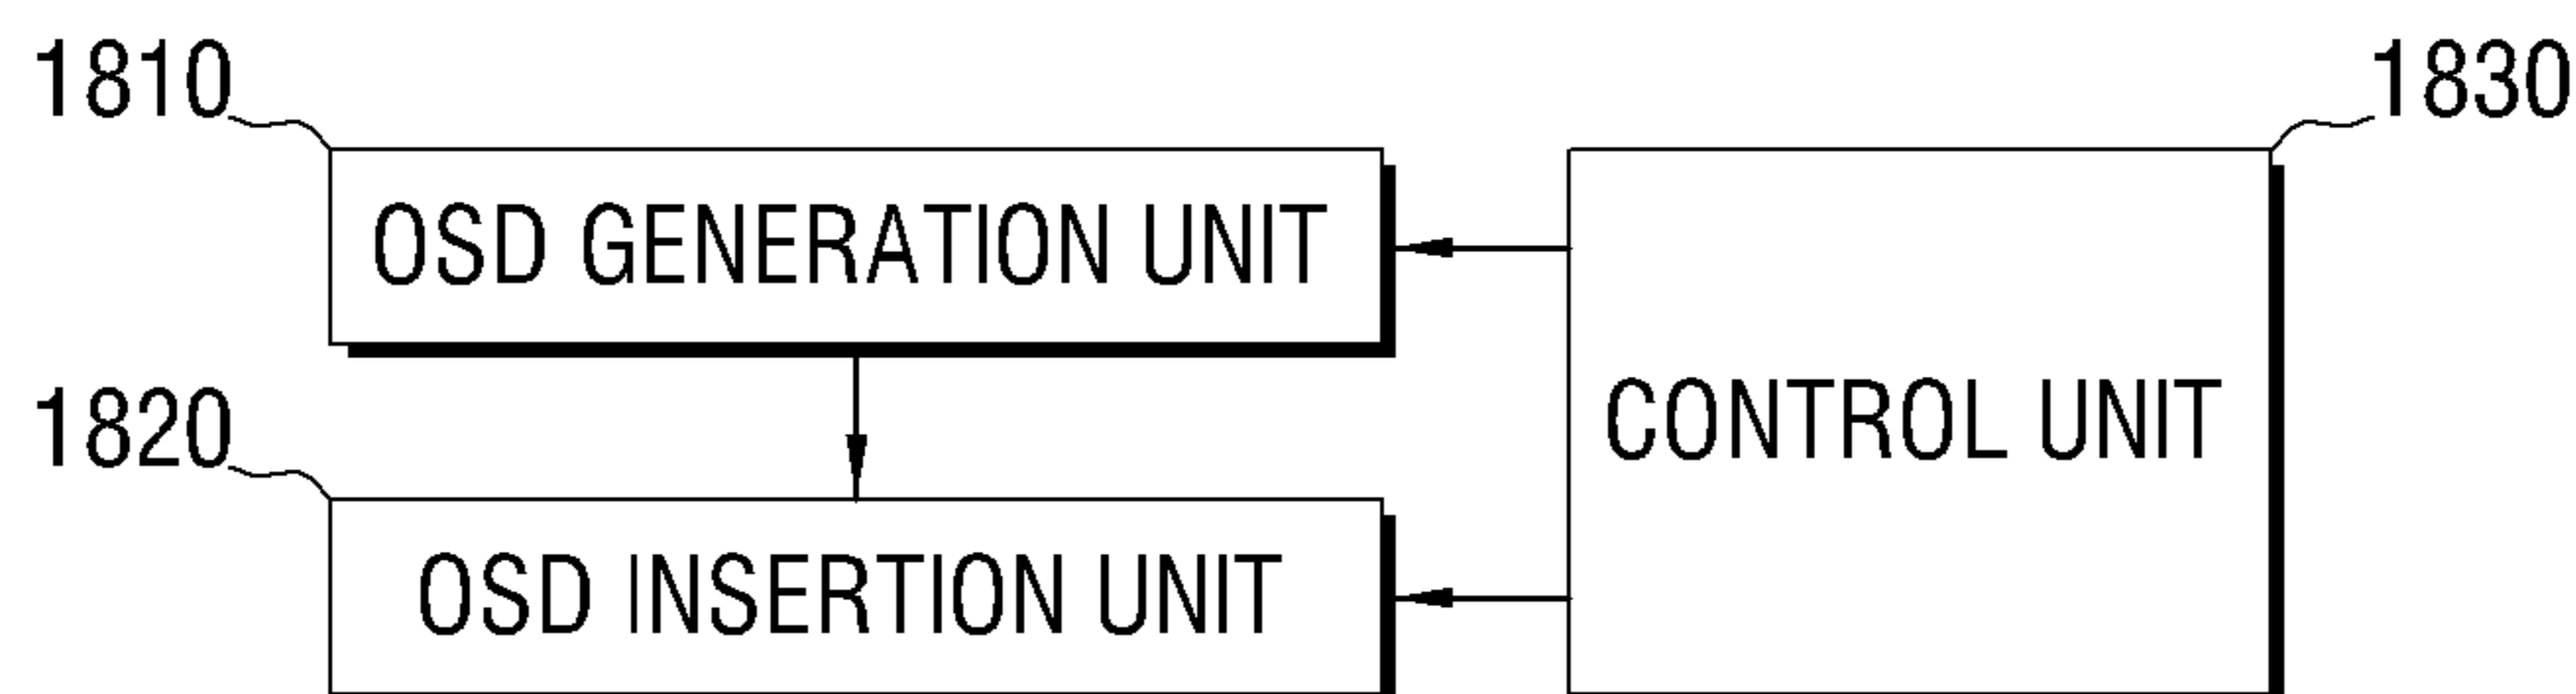 1810
1830
OSD GENERATION UNIT
CONTROL UNIT
1820
OSD INSERTION UNIT